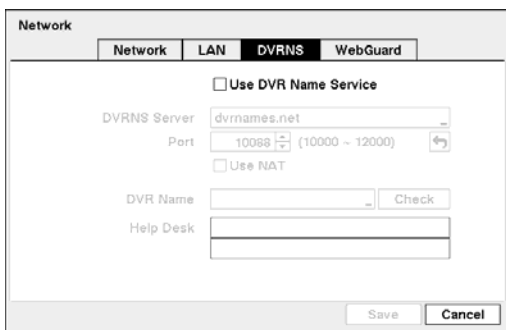 Network
Network LAN DVRNS WebGuard
Use DVR Name Service
DVRNS Server dvrnames.net
Port 10088 (10000 ~ 12000)
Use NAT
DVR Name Check
Help Desk
Save Cancel